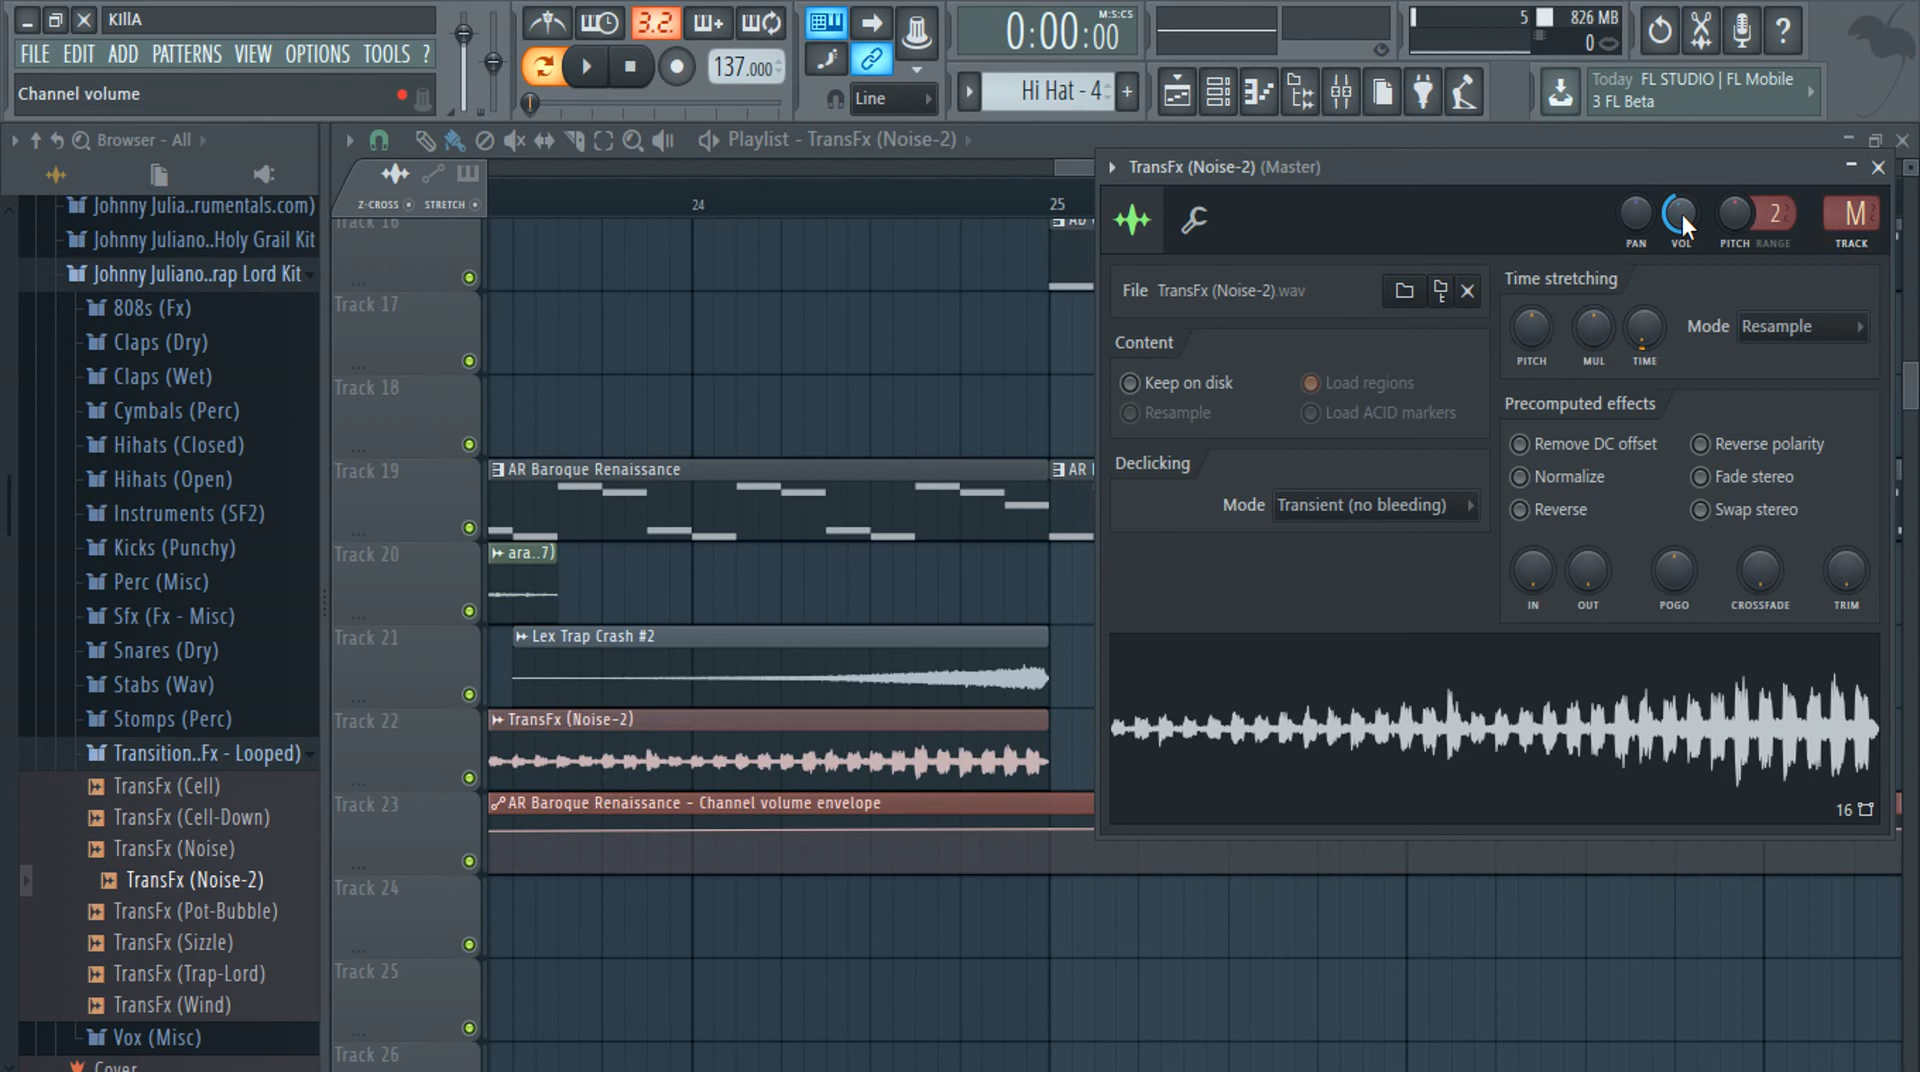 KIllA
FILE EDIT ADD PATTERNS VIEW OPTIONS TOOLS ?
Channel volume
3.2.
137.000
Line
0:00:00
M:S:CS
Hi Hat - 4
5
826 MB
0
Today FL STUDIO | FL Mobile
3 FL Beta
Browser - All
Johnny Julia..rumentals.com)
Johnny Juliano..Holy Grail Kit
Johnny Juliano..rap Lord Kit
808s (Fx)
Claps (Dry)
Claps (Wet)
Cymbals (Perc)
Hihats (Closed)
Hihats (Open)
Instruments (SF2)
Kicks (Punchy)
Perc (Misc)
Sfx (Fx - Misc)
Snares (Dry)
Stabs (Wav)
Stomps (Perc)
Transition..Fx - Looped)
TransFx (Cell)
TransFx (Cell-Down)
TransFx (Noise)
TransFx (Noise-2)
TransFx (Pot-Bubble)
TransFx (Sizzle)
TransFx (Trap-Lord)
TransFx (Wind)
Vox (Misc)
Cover
Playlist - TransFx (Noise-2)
Z-CROSS
STRETCH
24
25
Track 16
Track 17
Track 18
Track 19
AR Baroque Renaissance
Track 20
ara..7)
Track 21
Lex Trap Crash #2
Track 22
TransFx (Noise-2)
Track 23
AR Baroque Renaissance - Channel volume envelope
Track 24
Track 25
Track 26
TransFx (Noise-2) (Master)
PAN
VOL
PITCH
RANGE
2
M
TRACK
File TransFx (Noise-2).wav
Content
Keep on disk
Load regions
Resample
Load ACID markers
Declicking
Mode Transient (no bleeding)
Time stretching
PITCH
MUL
TIME
Mode Resample
Precomputed effects
Remove DC offset
Reverse polarity
Normalize
Fade stereo
Reverse
Swap stereo
IN
OUT
POGO
CROSSFADE
TRIM
16